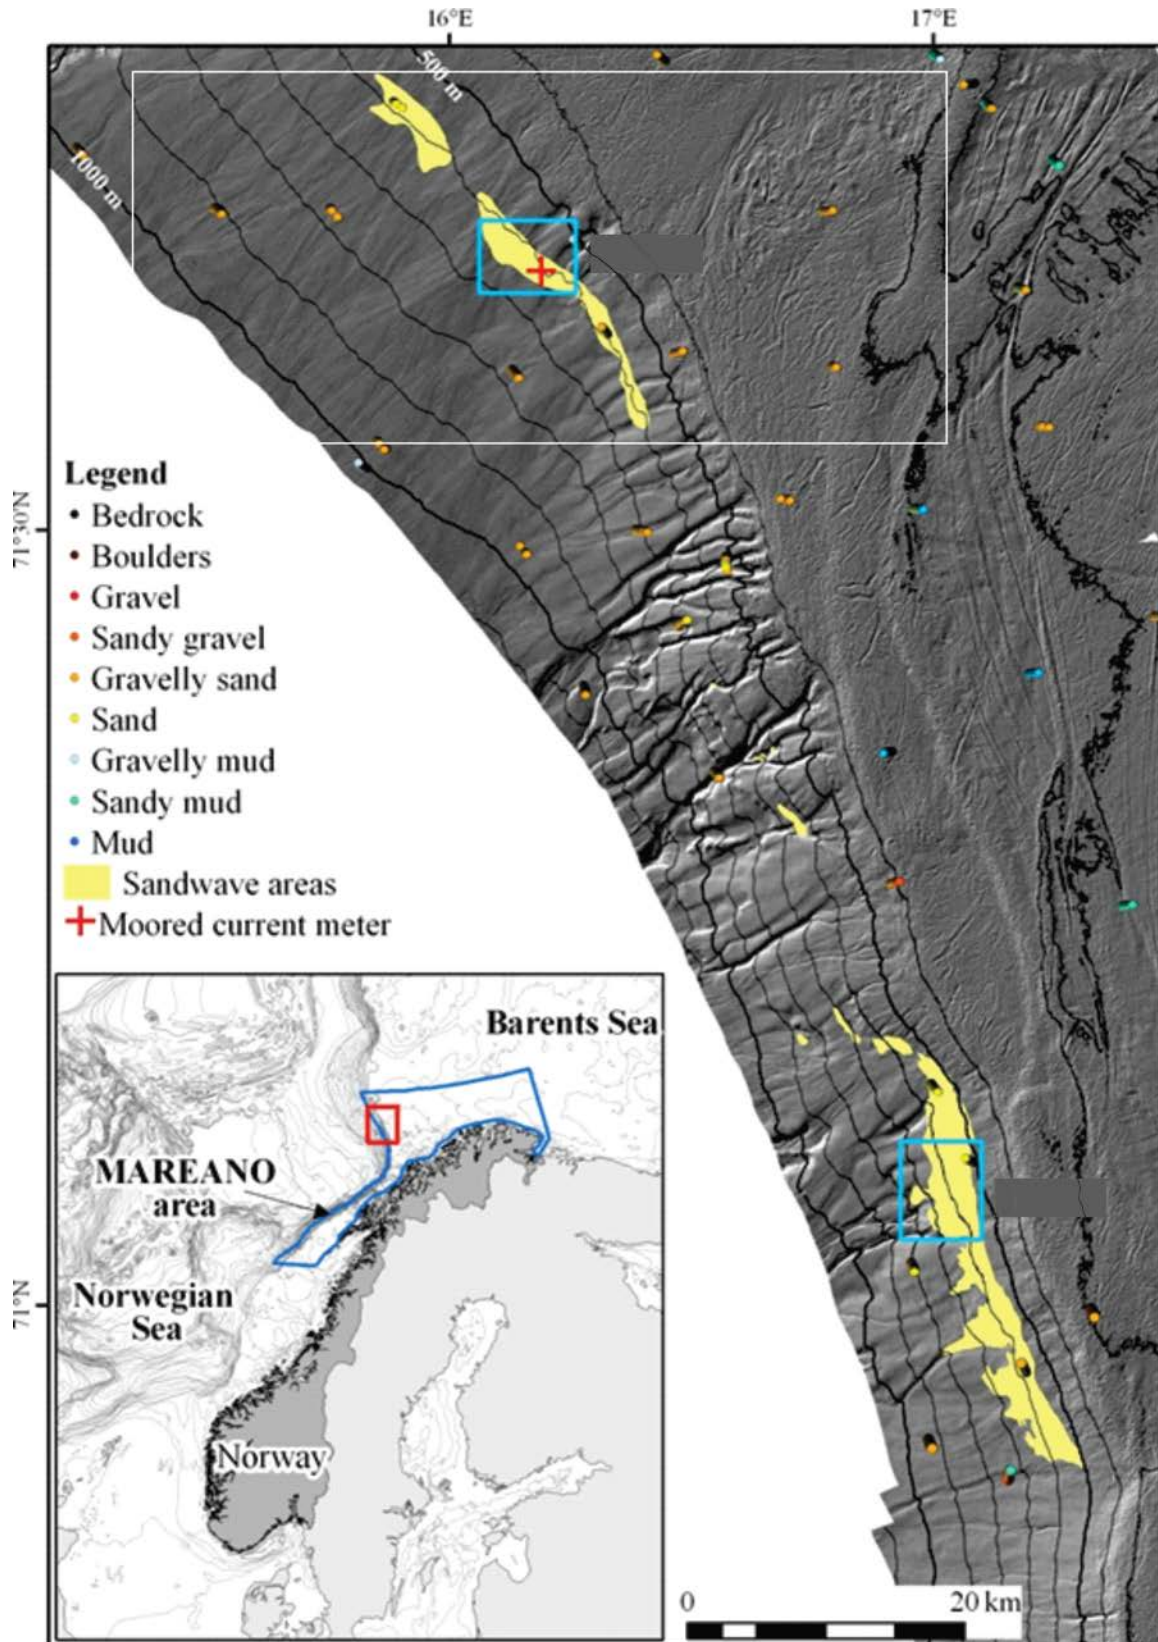 16°E
17°E
500 m
1000 m
71°30'N
Legend
Bedrock
Boulders
Gravel
Sandy gravel
Gravelly sand
Sand
Gravelly mud
Sandy mud
Mud
Sandwave areas
Moored current meter
Barents Sea
MAREANO
area
Norwegian
Sea
Norway
71°N
0
20 km